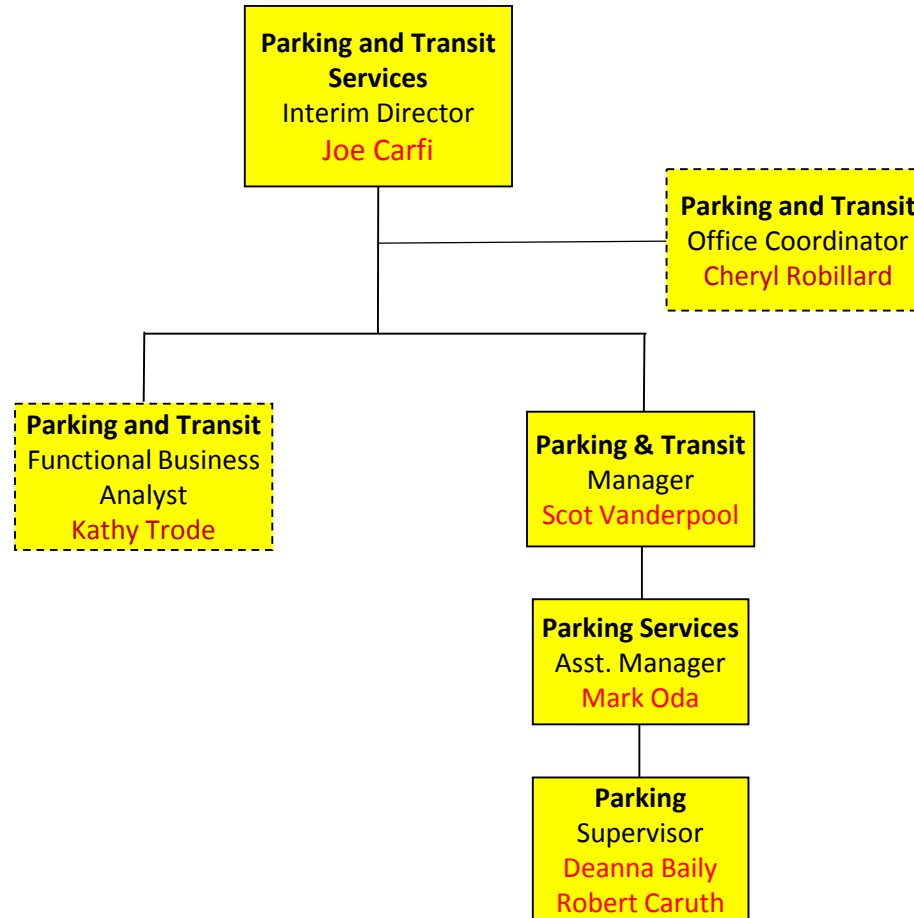 Parking and Transit
Services
Interim Director
Joe Carfi
Parking and Transit
Office Coordinator
Cheryl Robillard
Parking and Transit
Functional Business
Analyst
Kathy Trode
Parking & Transit
Manager
Scot Vanderpool
Parking Services
Asst. Manager
Mark Oda
Parking
Supervisor
Deanna Baily
Robert Caruth